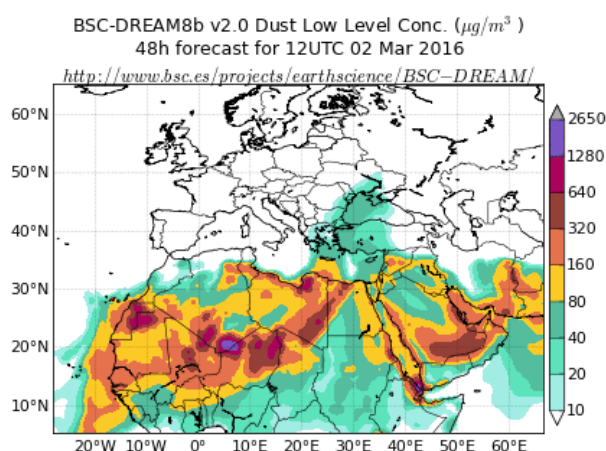 BSC-DREAM8b v2.0 Dust Low Level Conc. (μg/m³ )
48h forecast for 12UTC 02 Mar 2016
http://www.bsc.es/projects/earthscience/BSC−DREAM/
60°N
50°N
40°N
30°N
20°N
10°N
20°W 10°W 0° 10°E 20°E 30°E 40°E 50°E 60°E
2650
1280
640
320
160
80
40
20
10